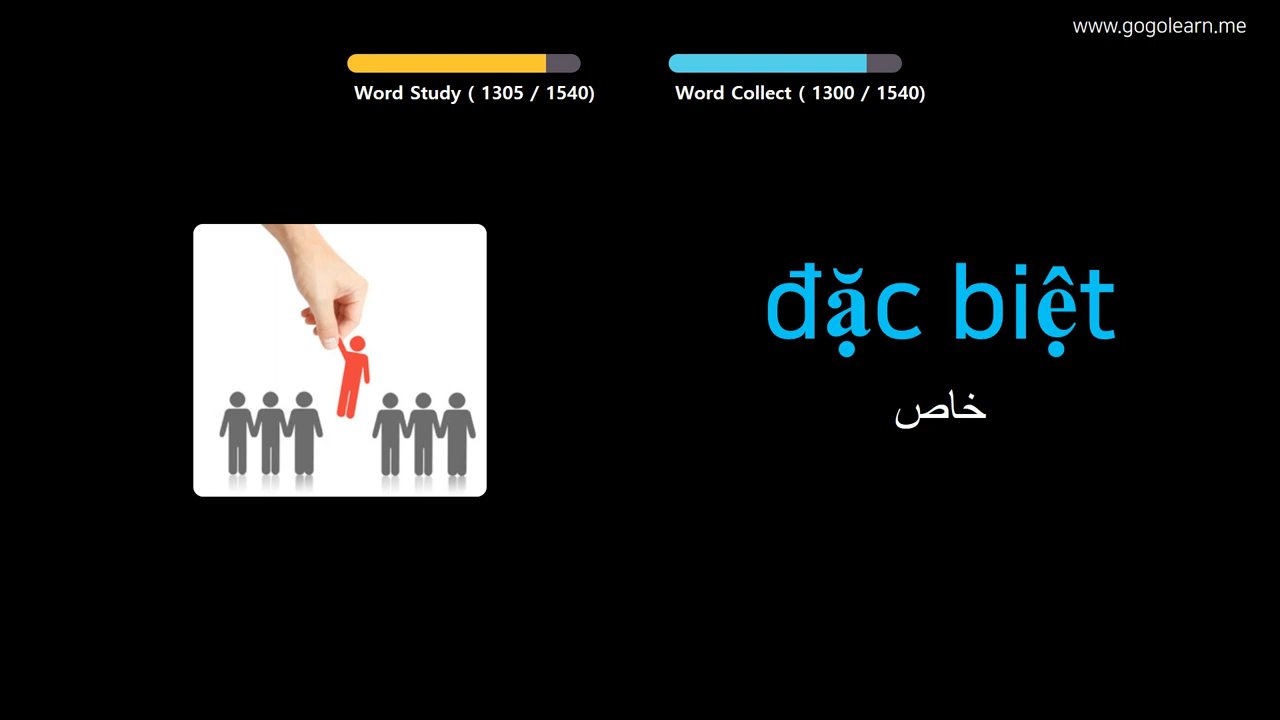 www.gogolearn.me
Word Study ( 1305 / 1540)
Word Collect ( 1300 / 1540)
đặc biệt
خاص